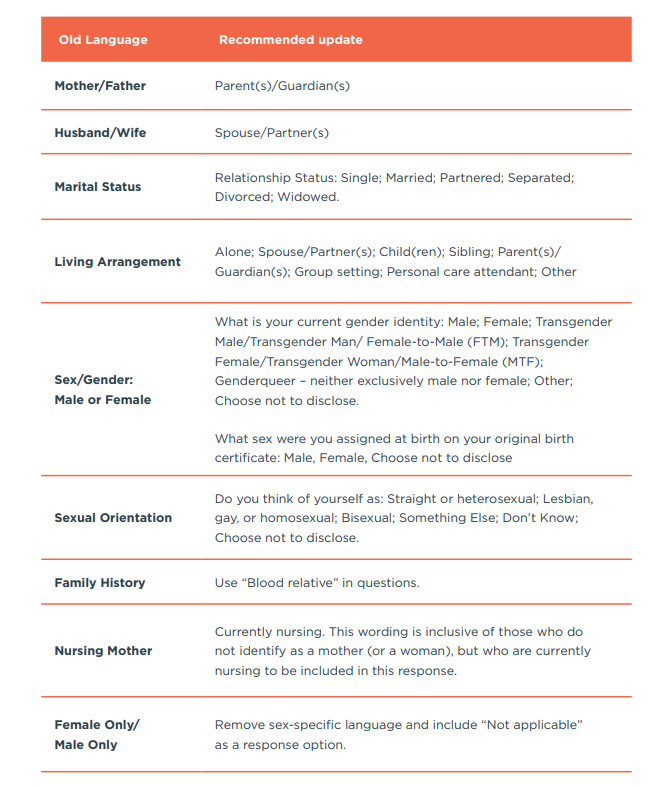 Old Language Recommended update
Mother/Father Parent(s)/Guardian(s)
Husband/Wife Spouse/Partner(s)
Marital Status
Relationship Status: Single; Married; Partnered; Separated;
Divorced; Widowed.
Living Arrangement
Alone; Spouse/Partner(s); Child(ren); Sibling; Parent(s)/
Guardian(s); Group setting; Personal care attendant; Other
Sex/Gender:
Male or Female
What is your current gender identity: Male; Female; Transgender
Male/Transgender Man/ Female-to-Male (FTM); Transgender
Female/Transgender Woman/Male-to-Female (MTF);
Genderqueer – neither exclusively male nor female; Other;
Choose not to disclose.
What sex were you assigned at birth on your original birth
certificate: Male, Female, Choose not to disclose
Sexual Orientation
Do you think of yourself as: Straight or heterosexual; Lesbian,
gay, or homosexual; Bisexual; Something Else; Don’t Know;
Choose not to disclose.
Family History Use “Blood relative” in questions.
Nursing Mother
Currently nursing. This wording is inclusive of those who do
not identify as a mother (or a woman), but who are currently
nursing to be included in this response.
Female Only/
Male Only
Remove sex-specific language and include “Not applicable”
as a response option.